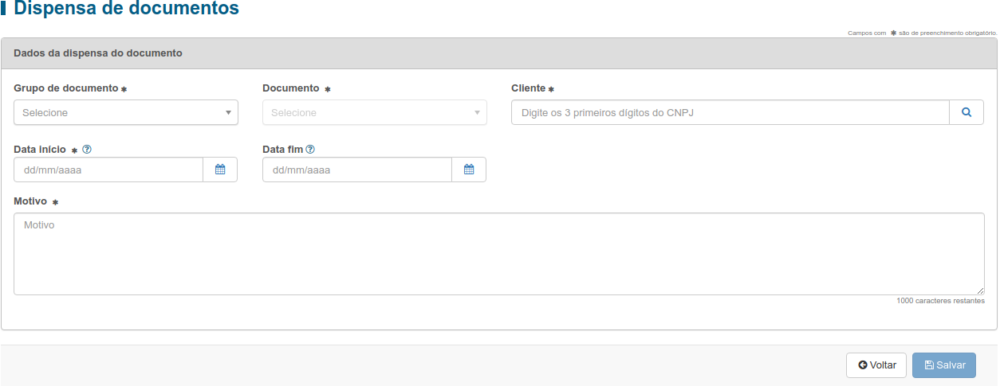 Dispensa de documentos
Campos com ✱ são de preenchimento obrigatório.
Dados da dispensa do documento
Grupo de documento ✱ Documento ✱ Cliente ✱
Selecione Selecione Digite os 3 primeiros dígitos do CNPJ
Data início ✱ ? Data fim ?
dd/mm/aaaa dd/mm/aaaa
Motivo ✱
Motivo
1000 caracteres restantes
Voltar Salvar